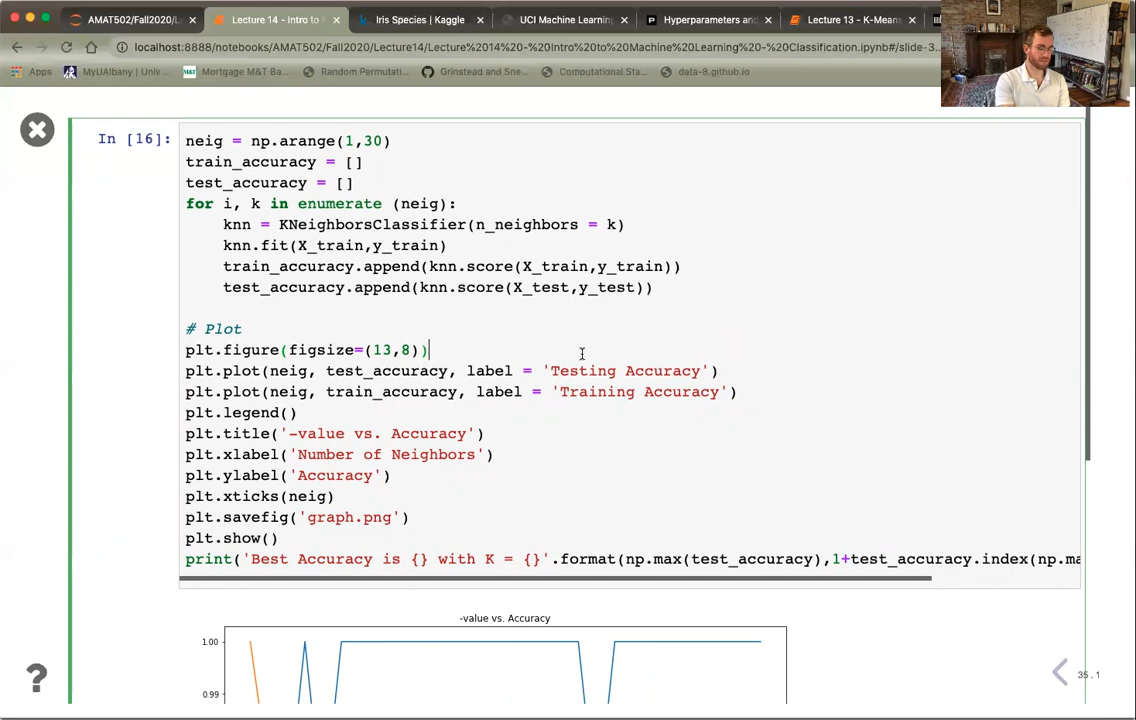 AMAT502/Fall2020/L
Lecture 14 - Intro to M
Iris Species | Kaggle
UCI Machine Learning
Hyperparameters and
Lecture 13 - K-Means
localhost:8888/notebooks/AMAT502/Fall2020/Lecture14/Lecture%2014%20-%20Intro%20to%20Machine%20Learning%20-%20Classification.ipynb#/slide-3...
Apps
MyUAlbany | Univ...
M&T
Mortgage M&T Ba...
Random Permutati...
Grinstead and Sne...
Computational Sta...
data-8.github.io
In [16]:
neig = np.arange(1,30)
train_accuracy = []
test_accuracy = []
for i, k in enumerate (neig):
knn = KNeighborsClassifier(n_neighbors = k)
knn.fit(X_train,y_train)
train_accuracy.append(knn.score(X_train,y_train))
test_accuracy.append(knn.score(X_test,y_test))
# Plot
plt.figure(figsize=(13,8))
plt.plot(neig, test_accuracy, label = 'Testing Accuracy')
plt.plot(neig, train_accuracy, label = 'Training Accuracy')
plt.legend()
plt.title('-value vs. Accuracy')
plt.xlabel('Number of Neighbors')
plt.ylabel('Accuracy')
plt.xticks(neig)
plt.savefig('graph.png')
plt.show()
print('Best Accuracy is {} with K = {}'.format(np.max(test_accuracy),1+test_accuracy.index(np.ma
-value vs. Accuracy
1.00
0.99
?
35.1